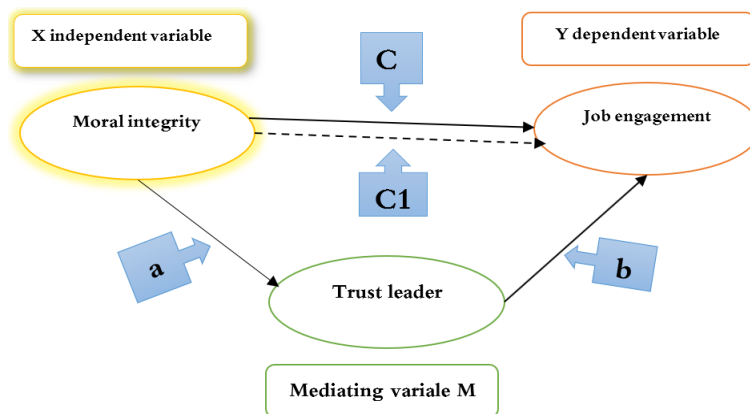 X independent variable
Y dependent variable
C
Moral integrity
Job engagement
C1
a
b
Trust leader
Mediating variale M